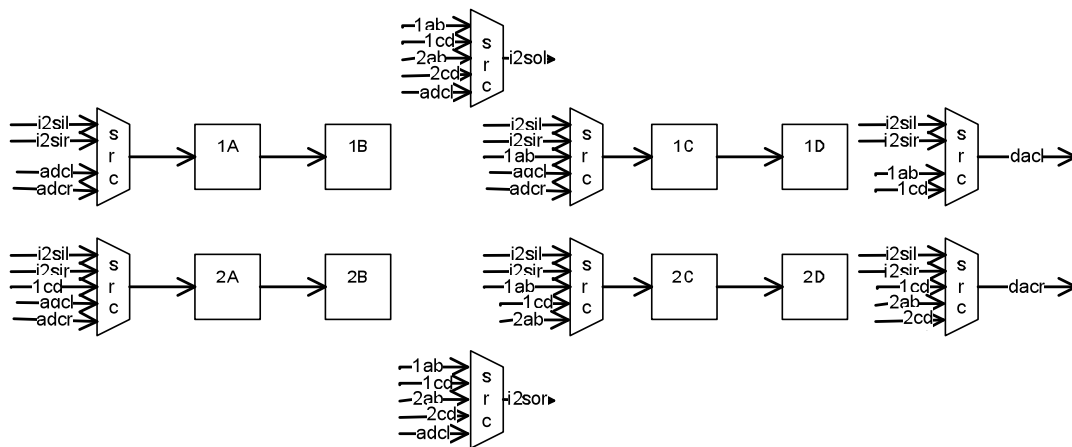 1ab
1cd
2ab
2cd
adcl
src
i2sol
i2sil
i2sir
adcl
adcr
src
1A
1B
i2sil
i2sir
1ab
adcl
adcr
src
1C
1D
i2sil
i2sir
1ab
1cd
src
dacl
i2sil
i2sir
1cd
adcl
adcr
src
2A
2B
i2sil
i2sir
1ab
1cd
2ab
src
2C
2D
i2sil
i2sir
1cd
2ab
2cd
src
dacr
1ab
1cd
2ab
2cd
adcl
src
i2sor